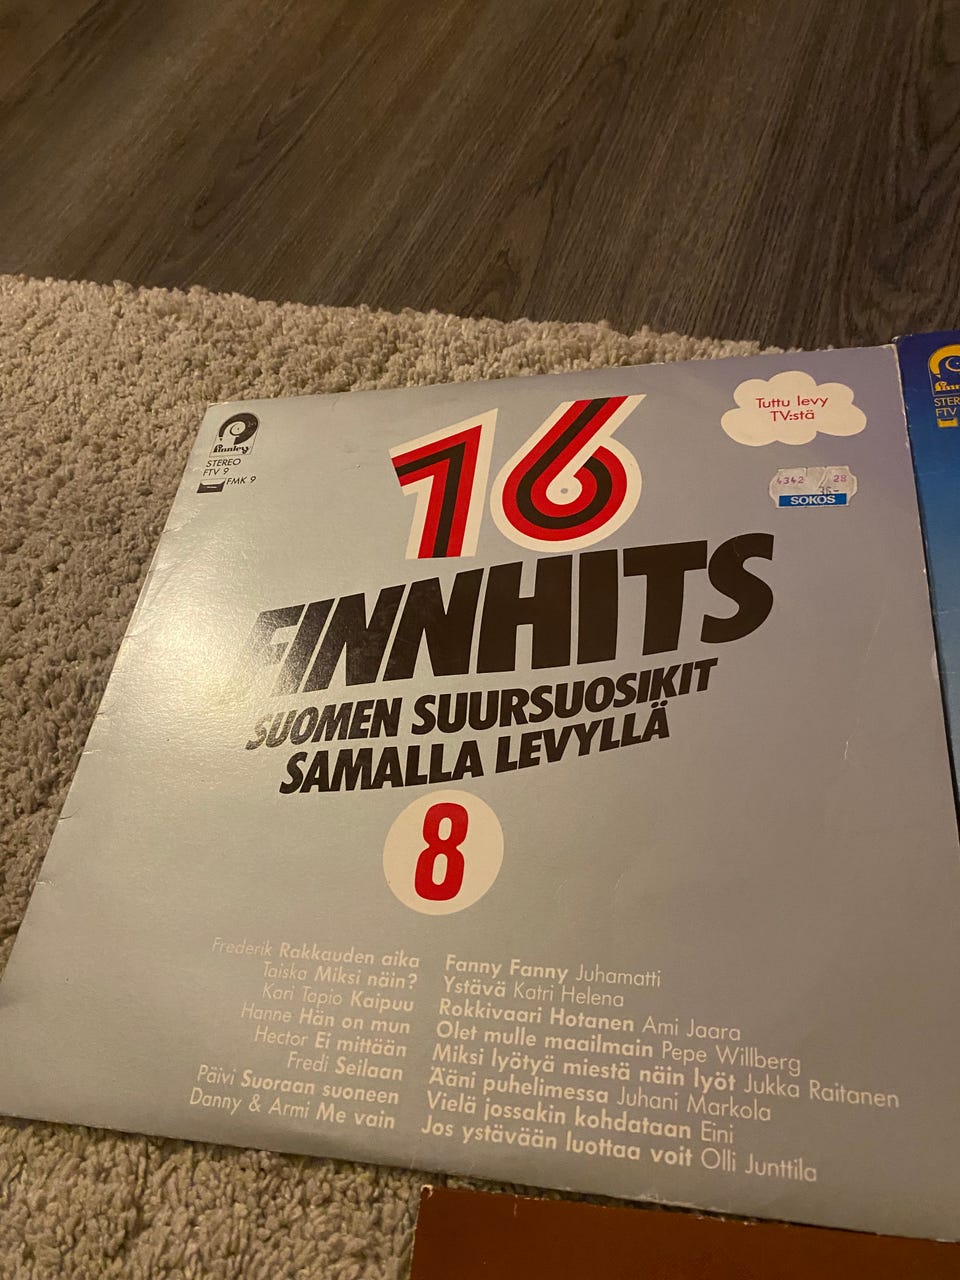 Finnlevy
STEREO
FTV 9
FMK 9
16
Tuttu levy
TV:stä
4342 28
36-
SOKOS
FINNHITS
SUOMEN SUURSUOSIKIT
SAMALLA LEVYLLÄ
8
Frederik Rakkauden aika
Taiska Miksi näin?
Kari Tapio Kaipuu
Hanne Hän on mun
Hector Ei mittään
Fredi Seilaan
Päivi Suoraan suoneen
Danny & Armi Me vain
Fanny Fanny Juhamatti
Ystävä Katri Helena
Rokkivaari Hotanen Ami Jaara
Olet mulle maailmain Pepe Willberg
Miksi lyötyä miestä näin lyöt Jukka Raitanen
Ääni puhelimessa Juhani Markola
Vielä jossakin kohdataan Eini
Jos ystävään luottaa voit Olli Junttila